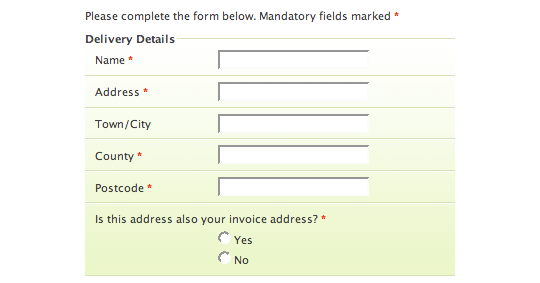 Please complete the form below. Mandatory fields marked *
Delivery Details
Name *
Address *
Town/City
County *
Postcode *
Is this address also your invoice address? *
Yes
No